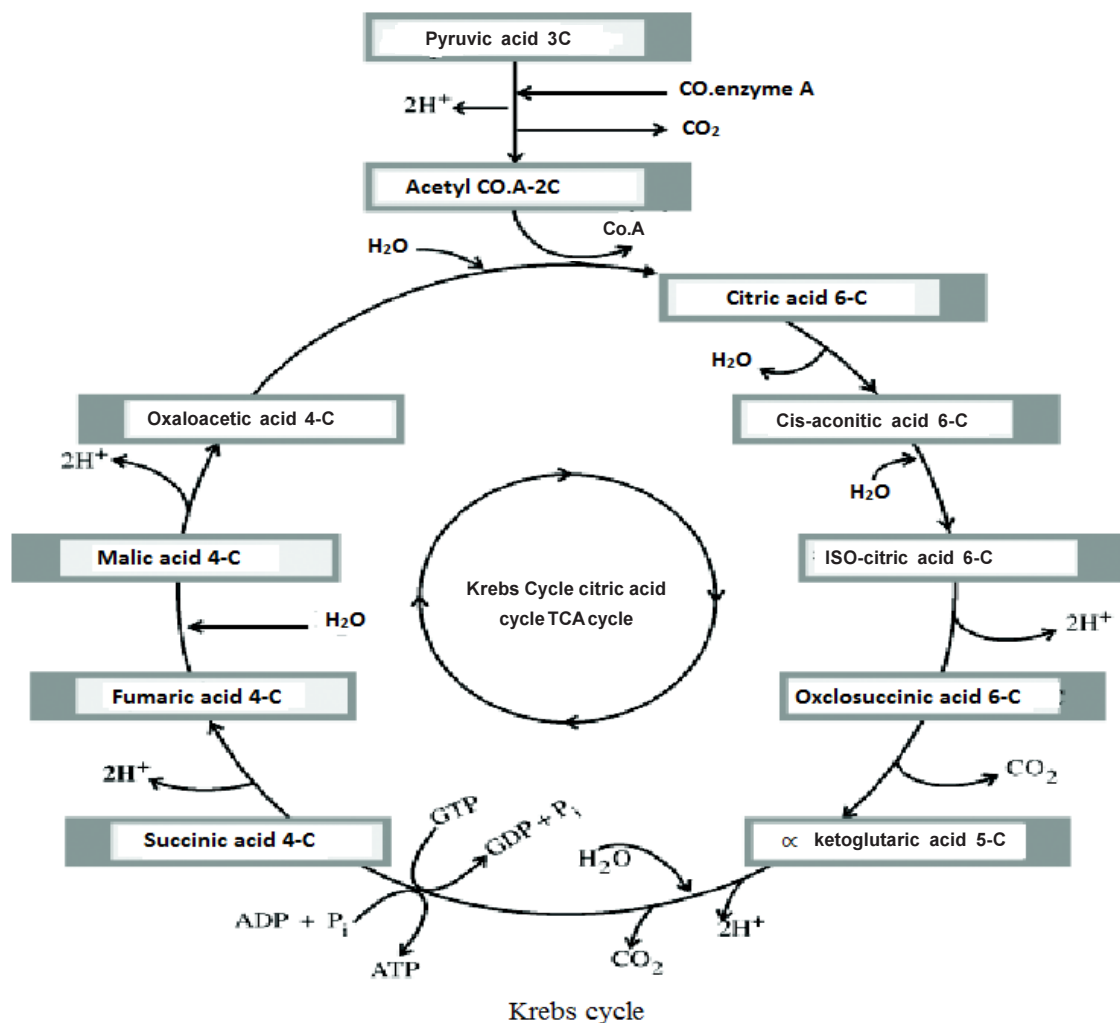 Pyruvic acid 3C
CO.enzyme A
2H⁺
CO₂
Acetyl CO.A-2C
Co.A
H₂O
Citric acid 6-C
H₂O
Oxaloacetic acid 4-C
Cis-aconitic acid 6-C
2H⁺
H₂O
Malic acid 4-C
ISO-citric acid 6-C
Krebs Cycle citric acid
cycle TCA cycle
H₂O
2H⁺
Fumaric acid 4-C
Oxclosuccinic acid 6-C
2H⁺
CO₂
GTP
GDP + Pᵢ
Succinic acid 4-C
∝ ketoglutaric acid 5-C
H₂O
ADP + Pᵢ
2H⁺
ATP
CO₂
Krebs cycle